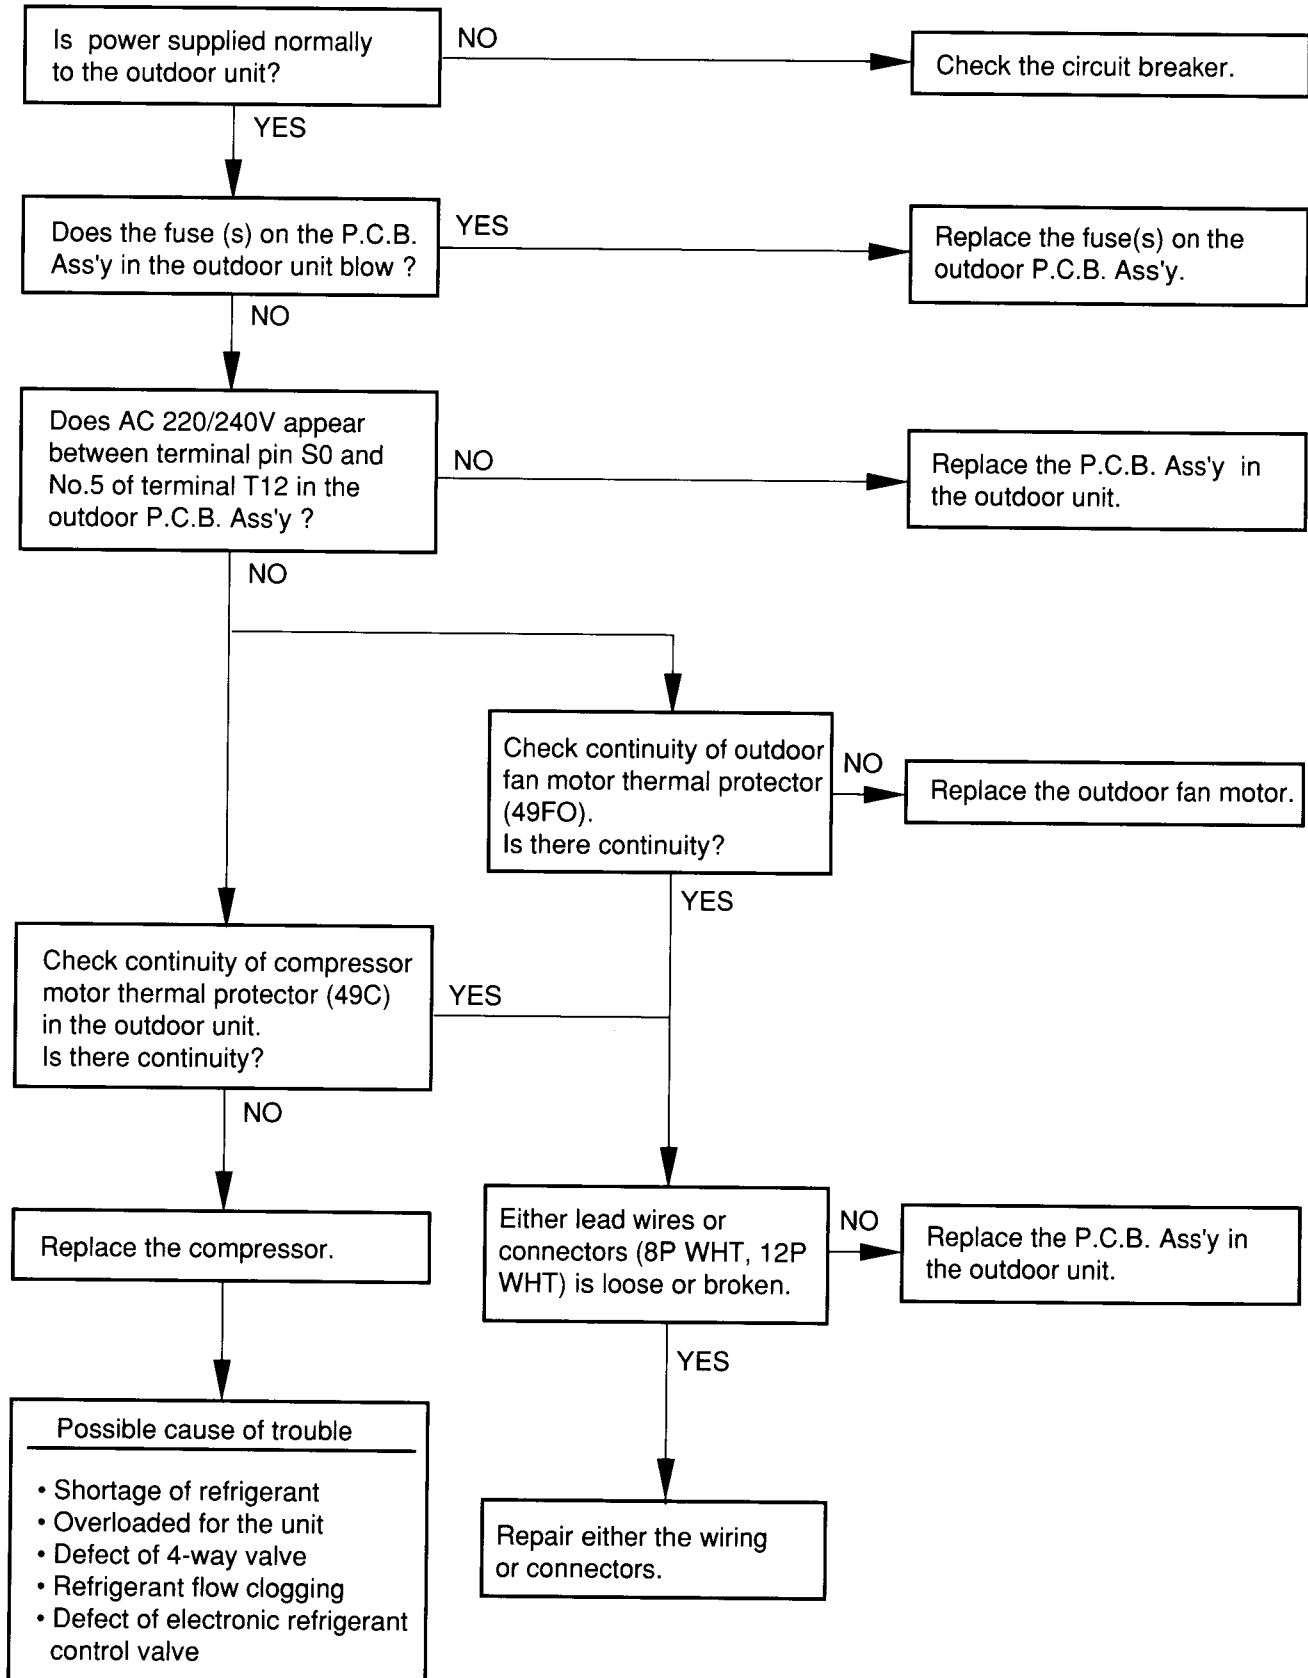 Is power supplied normally
to the outdoor unit?
NO
Check the circuit breaker.
YES
Does the fuse (s) on the P.C.B.
Ass'y in the outdoor unit blow ?
YES
Replace the fuse(s) on the
outdoor P.C.B. Ass'y.
NO
Does AC 220/240V appear
between terminal pin S0 and
No.5 of terminal T12 in the
outdoor P.C.B. Ass'y ?
NO
Replace the P.C.B. Ass'y in
the outdoor unit.
NO
Check continuity of outdoor
fan motor thermal protector
(49FO).
Is there continuity?
NO
Replace the outdoor fan motor.
YES
Check continuity of compressor
motor thermal protector (49C)
in the outdoor unit.
Is there continuity?
YES
NO
Replace the compressor.
Either lead wires or
connectors (8P WHT, 12P
WHT) is loose or broken.
NO
Replace the P.C.B. Ass'y in
the outdoor unit.
YES
Possible cause of trouble
• Shortage of refrigerant
• Overloaded for the unit
• Defect of 4-way valve
• Refrigerant flow clogging
• Defect of electronic refrigerant
control valve
Repair either the wiring
or connectors.